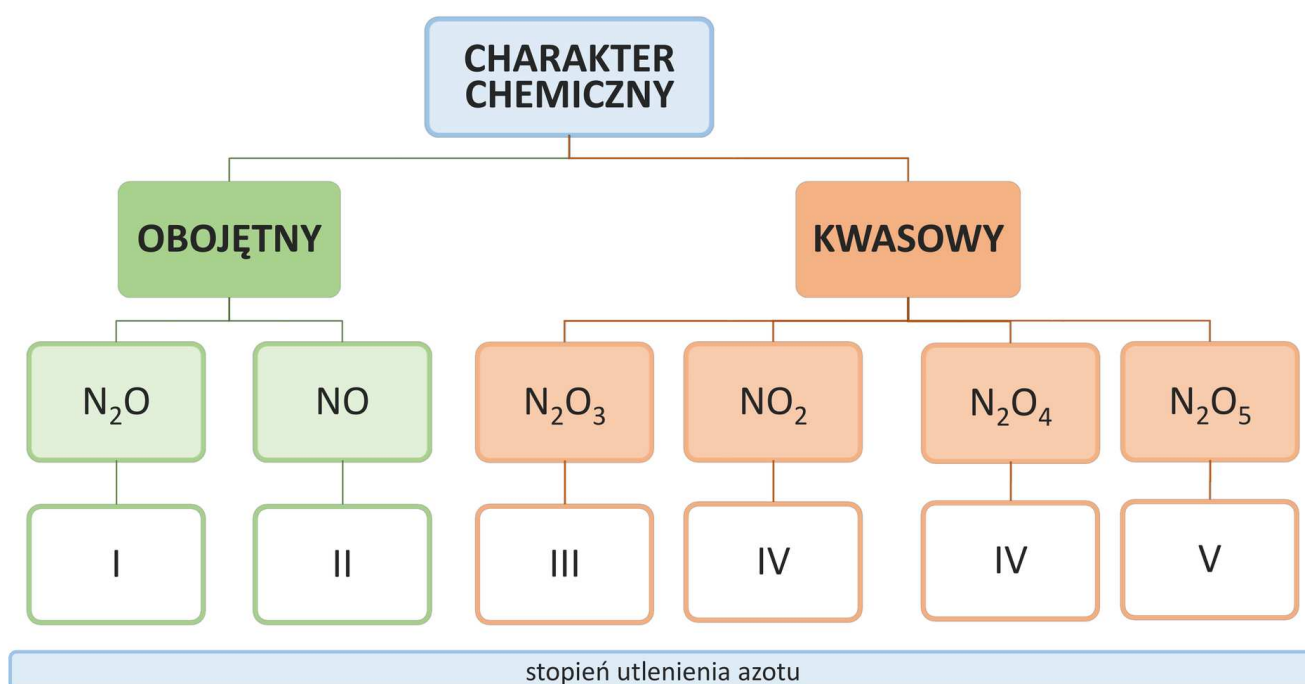 CHARAKTER
CHEMICZNY
OBOJĘTNY
KWASOWY
N₂O
NO
N₂O₃
NO₂
N₂O₄
N₂O₅
I
II
III
IV
IV
V
stopień utlenienia azotu